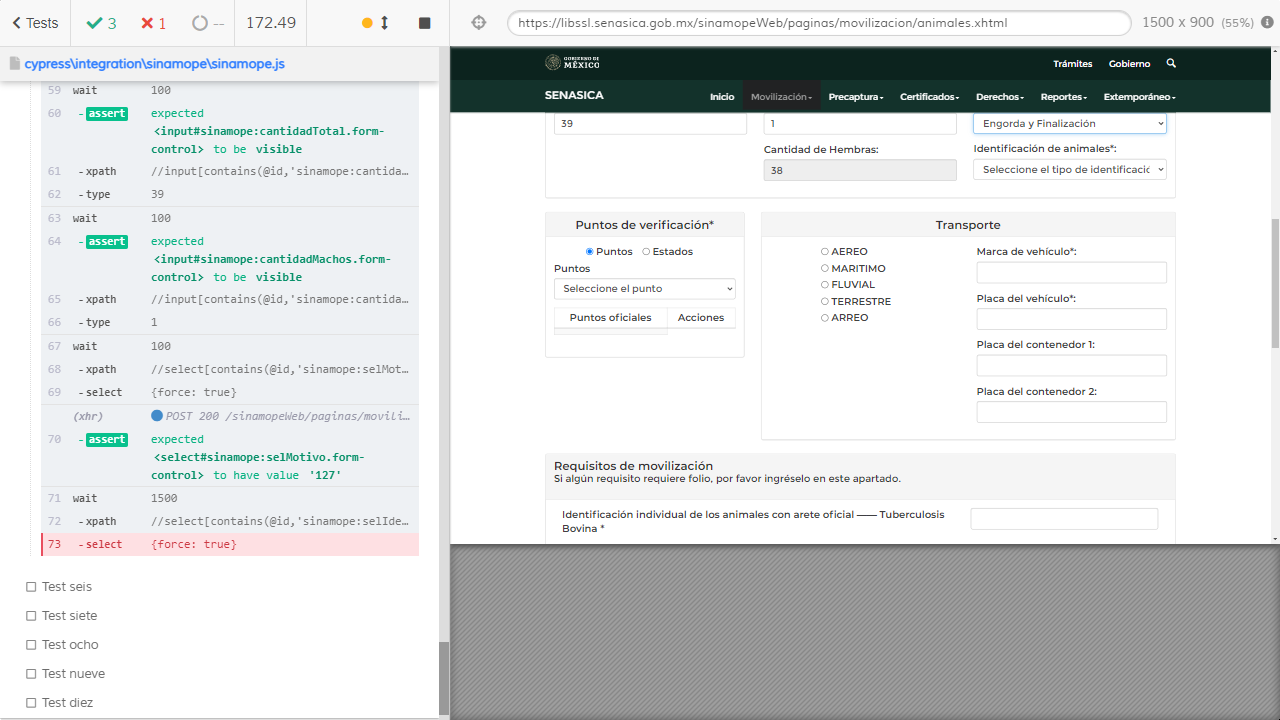 Tests
3
1
--
172.49
https://libssl.senasica.gob.mx/sinamopeWeb/paginas/movilizacion/animales.xhtml
1500 x 900 (55%)
cypress\integration\sinamope\sinamope.js
59 wait 100
60 - assert expected
<input#sinamope:cantidadTotal.form-
control> to be visible
61 - xpath //input[contains(@id,'sinamope:cantida…
62 - type 39
63 wait 100
64 - assert expected
<input#sinamope:cantidadMachos.form-
control> to be visible
65 - xpath //input[contains(@id,'sinamope:cantida…
66 - type 1
67 wait 100
68 - xpath //select[contains(@id,'sinamope:selMot…
69 - select {force: true}
(xhr) POST 200 /sinamopeWeb/paginas/movili…
70 - assert expected
<select#sinamope:selMotivo.form-
control> to have value '127'
71 wait 1500
72 - xpath //select[contains(@id,'sinamope:selIde…
73 - select {force: true}
Test seis
Test siete
Test ocho
Test nueve
Test diez
GOBIERNO DE
MÉXICO
Trámites Gobierno
SENASICA
Inicio Movilización Precaptura Certificados Derechos Reportes Extemporáneo
39 1 Engorda y Finalización
Cantidad de Hembras: Identificación de animales*:
38 Seleccione el tipo de identificació
Puntos de verificación*
Puntos Estados
Puntos
Seleccione el punto
Puntos oficiales Acciones
Transporte
AEREO
MARITIMO
FLUVIAL
TERRESTRE
ARREO
Marca de vehículo*:
Placa del vehículo*:
Placa del contenedor 1:
Placa del contenedor 2:
Requisitos de movilización
Si algún requisito requiere folio, por favor ingréselo en este apartado.
Identificación individual de los animales con arete oficial —— Tuberculosis
Bovina *